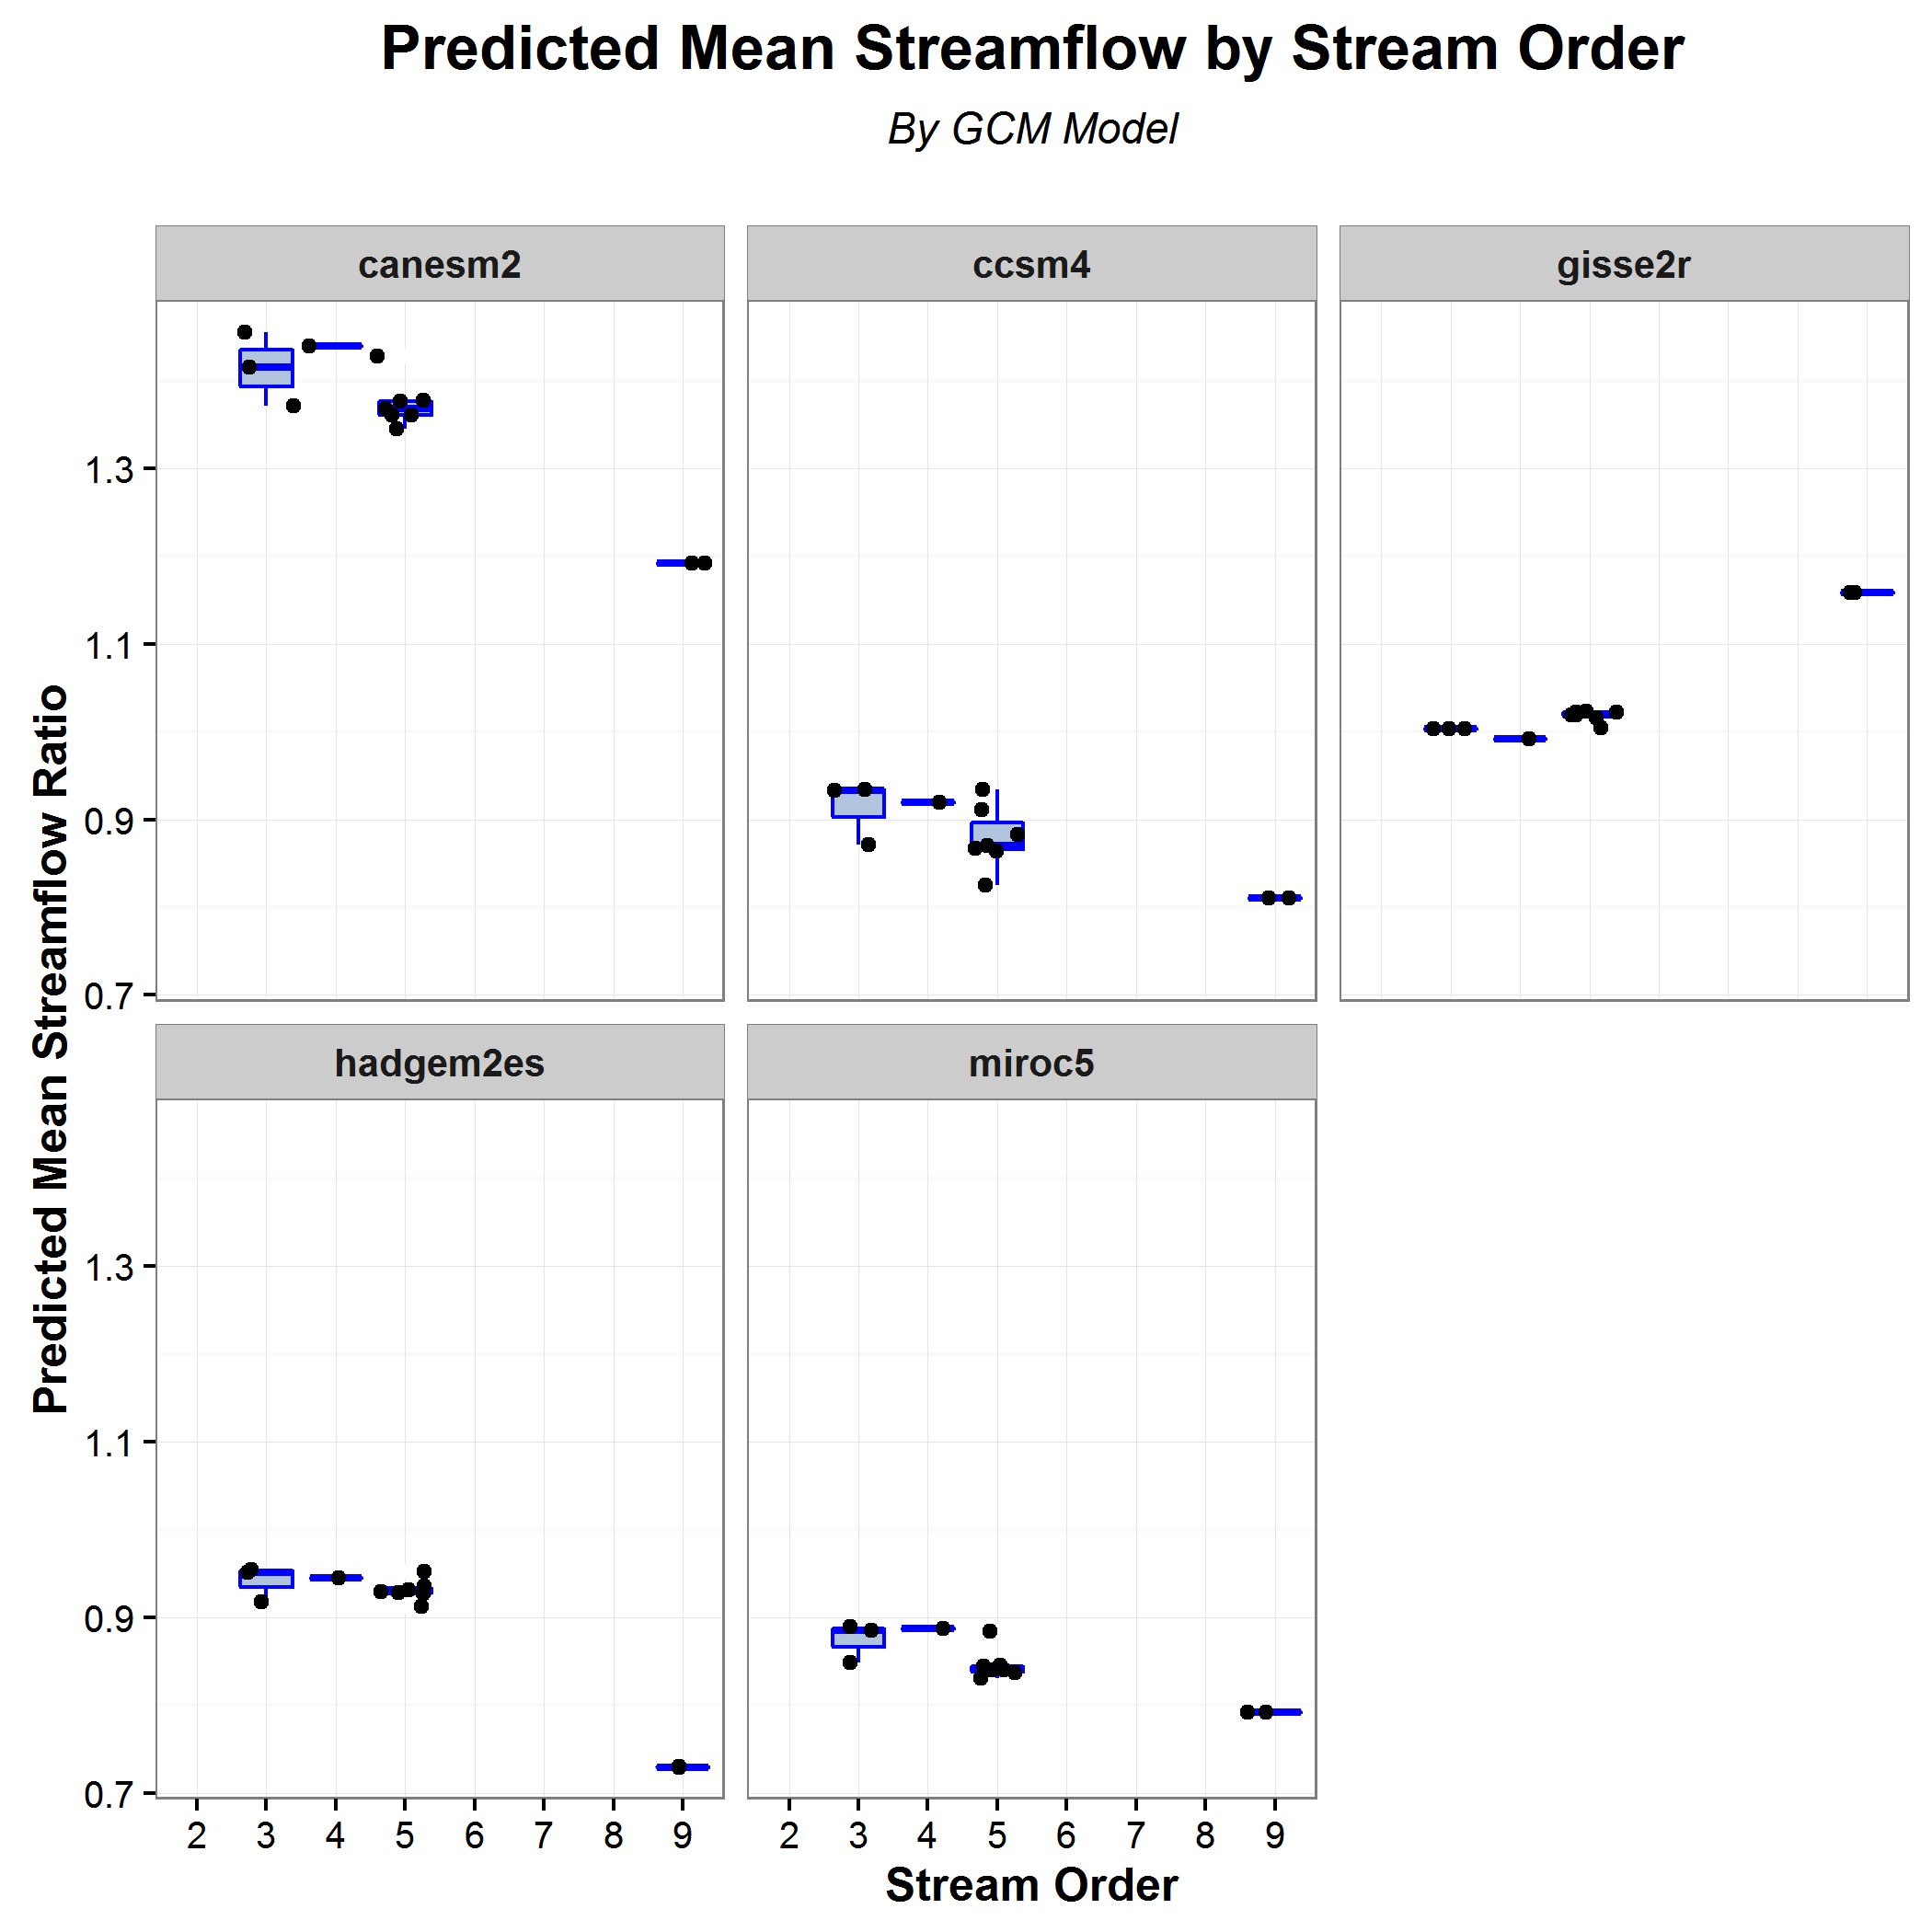 Predicted Mean Streamflow by Stream Order
By GCM Model
canesm2
ccsm4
gisse2r
1.3
1.1
0.9
0.7
Predicted Mean Streamflow Ratio
hadgem2es
miroc5
1.3
1.1
0.9
0.7
2 3 4 5 6 7 8 9
2 3 4 5 6 7 8 9
Stream Order